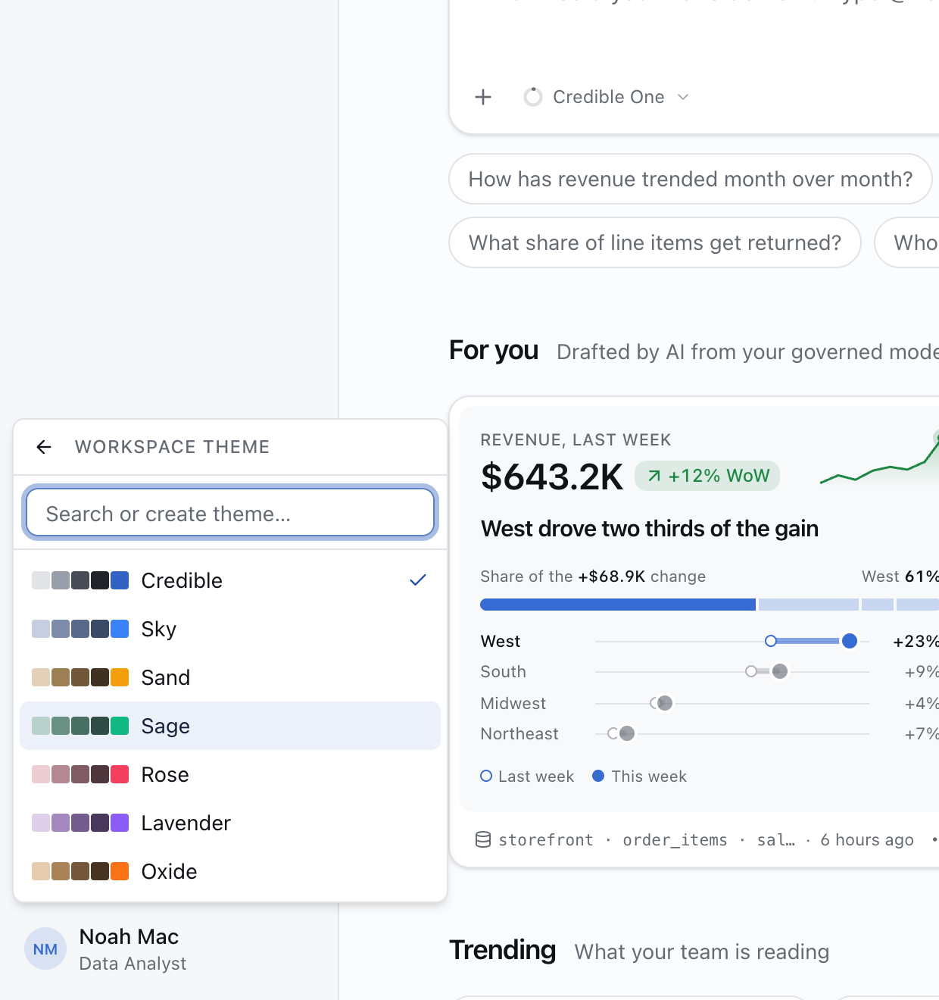 Credible One
How has revenue trended month over month?
What share of line items get returned?
Who
For you
Drafted by AI from your governed mode
WORKSPACE THEME
Search or create theme...
Credible
Sky
Sand
Sage
Rose
Lavender
Oxide
NM
Noah Mac
Data Analyst
REVENUE, LAST WEEK
$643.2K
+12% WoW
West drove two thirds of the gain
Share of the +$68.9K change
West 61%
West +23%
South +9%
Midwest +4%
Northeast +7%
Last week
This week
storefront · order_items · sal… · 6 hours ago
Trending
What your team is reading